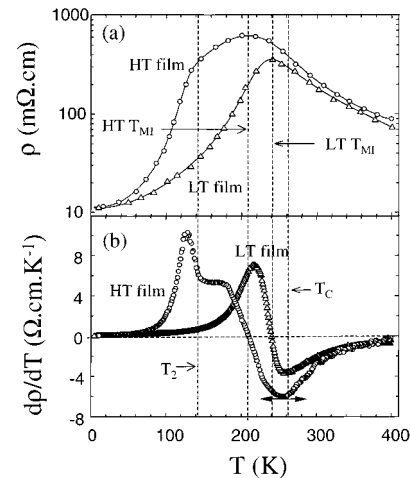 1000
(a)
HT film
100
HT T_MI
LT T_MI
LT film
10
ρ (mΩ.cm)
(b)
8
LT film
HT film
4
T_C
0
T_2
-4
-8
dρ/dT (Ω.cm.K⁻¹)
0 100 200 300 400
T (K)